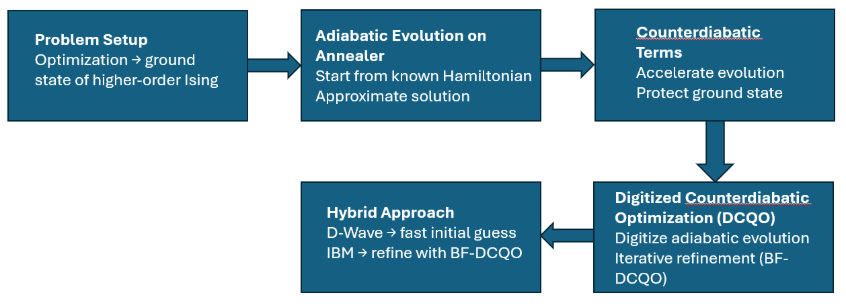 Problem Setup
Optimization → ground
state of higher-order Ising
Adiabatic Evolution on
Annealer
Start from known Hamiltonian
Approximate solution
Counterdiabatic
Terms
Accelerate evolution
Protect ground state
Digitized Counterdiabatic
Optimization (DCQO)
Digitize adiabatic evolution
Iterative refinement (BF-
DCQO)
Hybrid Approach
D-Wave → fast initial guess
IBM → refine with BF-DCQO